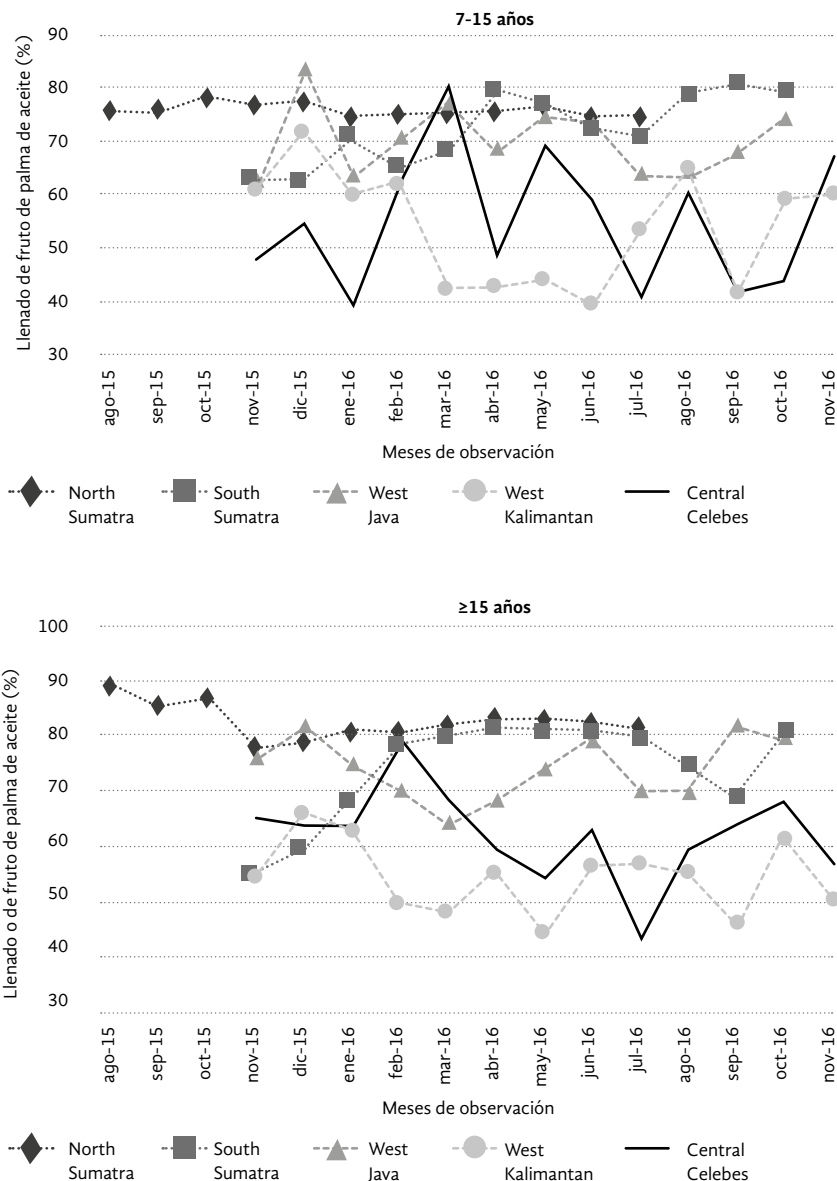 7-15 años
Llenado de fruto de palma de aceite (%)
90
80
70
60
50
40
30
ago-15
sep-15
oct-15
nov-15
dic-15
ene-16
feb-16
mar-16
abr-16
may-16
jun-16
jul-16
ago-16
sep-16
oct-16
nov-16
Meses de observación
North
Sumatra
South
Sumatra
West
Java
West
Kalimantan
Central
Celebes
≥15 años
Llenado o de fruto de palma de aceite (%)
100
90
80
70
60
50
40
30
ago-15
sep-15
oct-15
nov-15
dic-15
ene-16
feb-16
mar-16
abr-16
may-16
jun-16
jul-16
ago-16
sep-16
oct-16
nov-16
Meses de observación
North
Sumatra
South
Sumatra
West
Java
West
Kalimantan
Central
Celebes